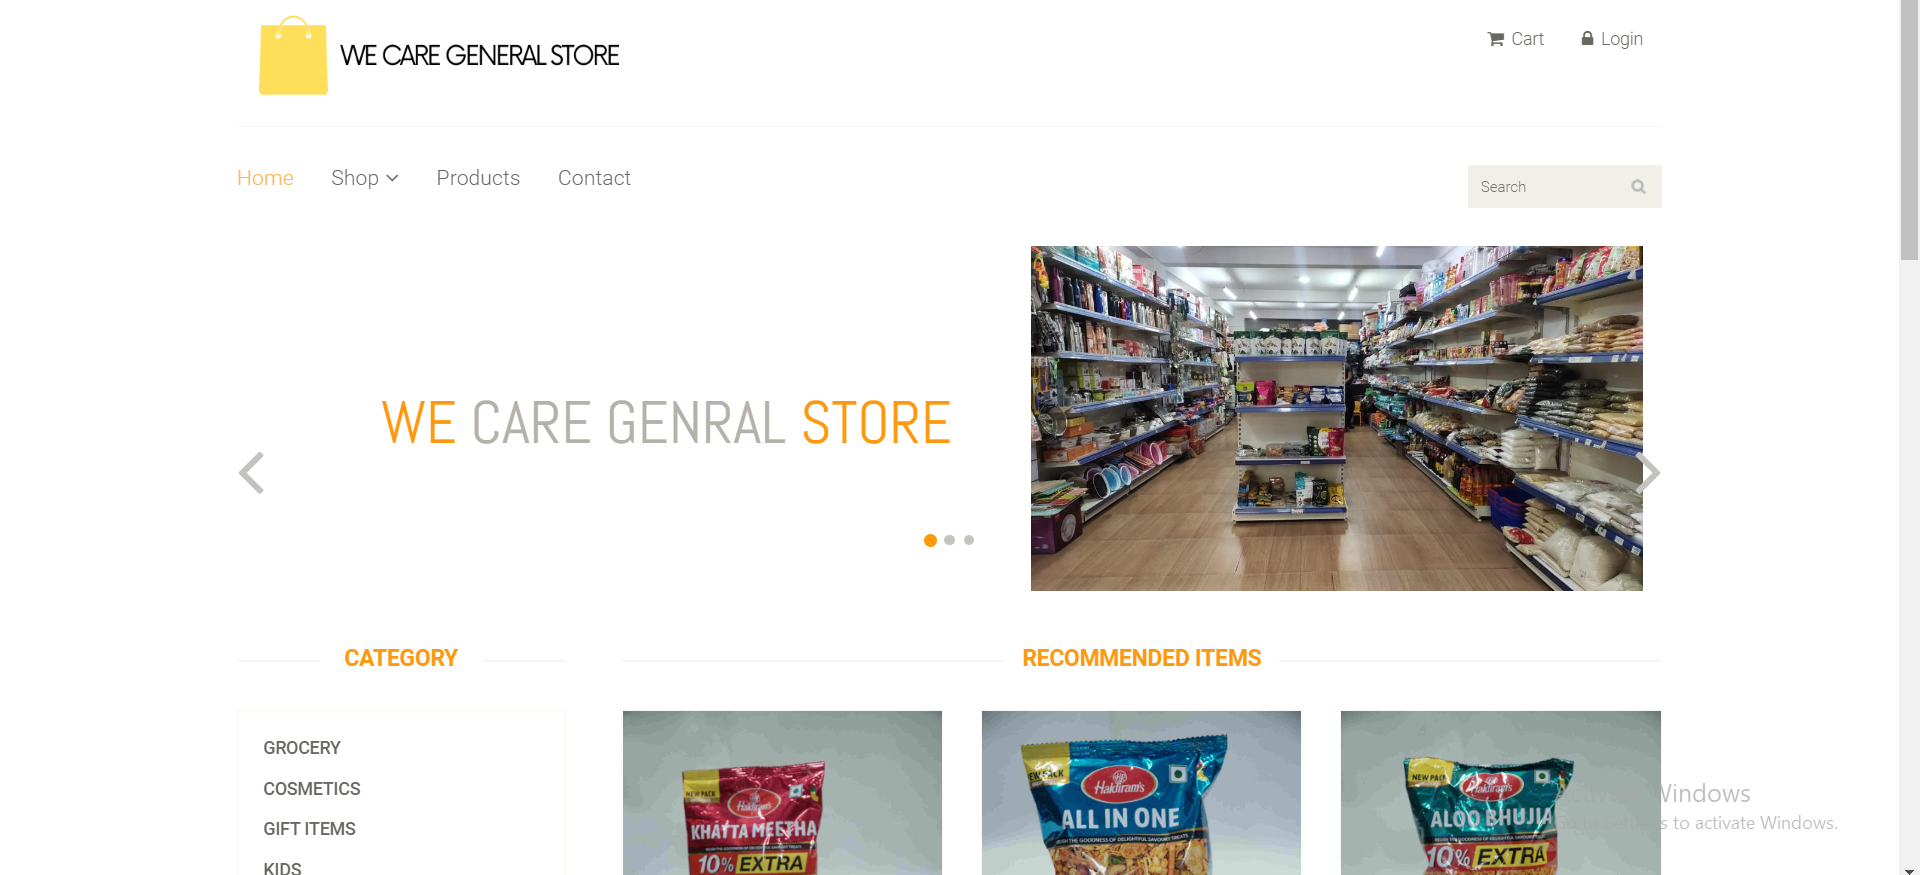 WE CARE GENERAL STORE
Cart
Login
Home
Shop
Products
Contact
Search
WE CARE GENRAL STORE
CATEGORY
RECOMMENDED ITEMS
GROCERY
COSMETICS
GIFT ITEMS
KIDS
NEW PACK
Haldiram's
KHATTA MEETHA
10% EXTRA
NEW PACK
Haldiram's
ALL IN ONE
NEW PACK
Haldiram's
ALOO BHUJIA
10% EXTRA
Windows
to activate Windows.